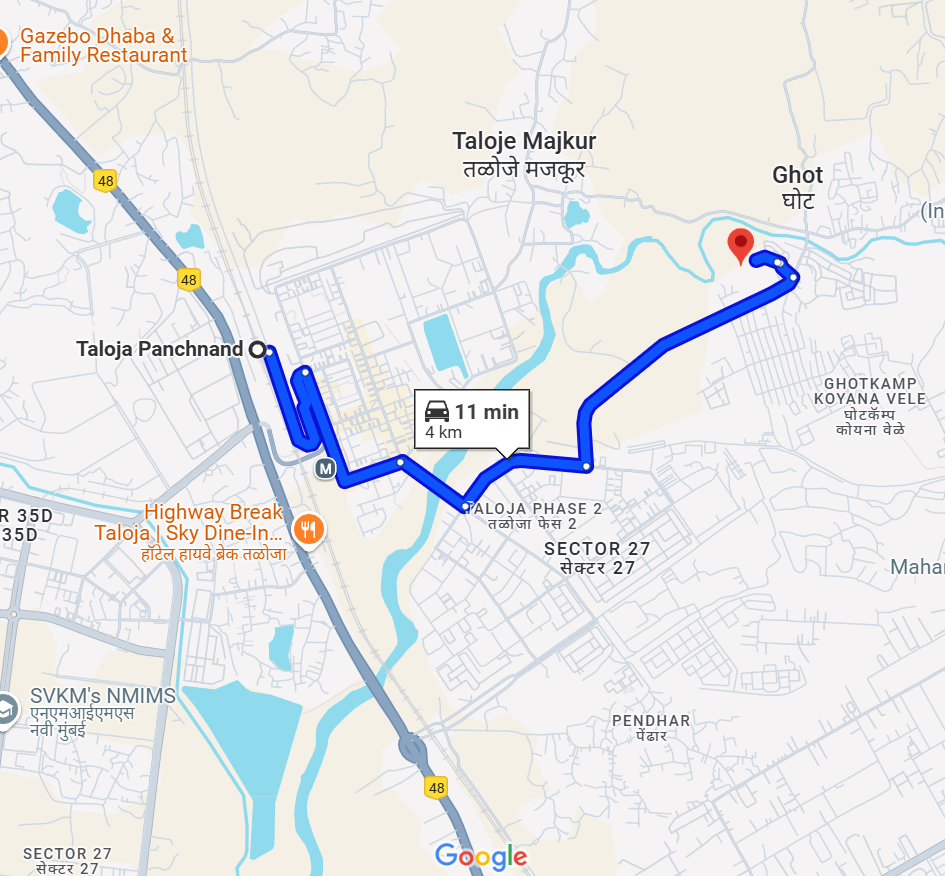 Gazebo Dhaba &
Family Restaurant
48
Taloje Majkur
तळोजे मजकूर
Ghot
घोट
(In
48
Taloja Panchnand
11 min
4 km
GHOTKAMP
KOYANA VELE
घोटकॅम्प
कोयना वेळे
M
R 35D
35D
Highway Break
Taloja | Sky Dine-In...
हॉटेल हायवे ब्रेक तळोजा
TALOJA PHASE 2
तळोजा फेस 2
SECTOR 27
सेक्टर 27
Mahar
SVKM's NMIMS
एनएमआईएमएस
नवी मुंबई
PENDHAR
पेंढार
48
SECTOR 27
सेक्टर 27
Google